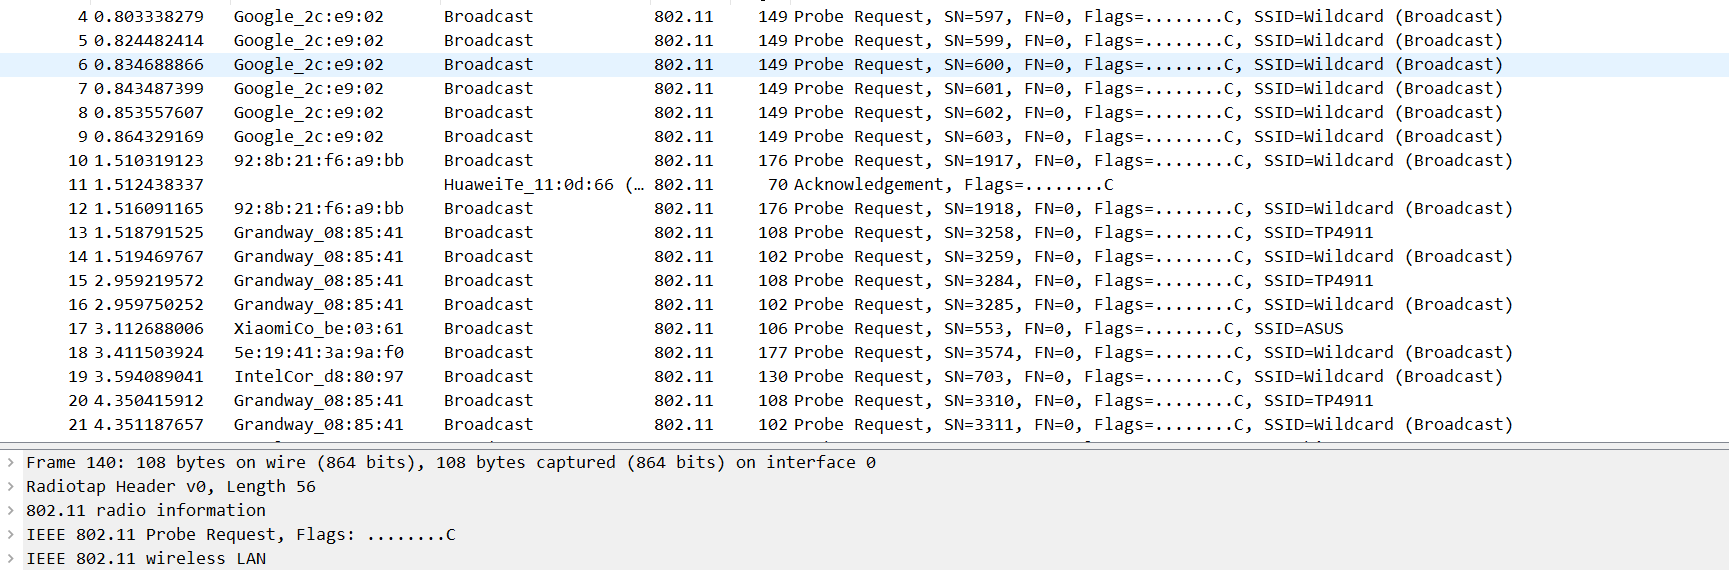 4 0.803338279 Google_2c:e9:02 Broadcast 802.11 149 Probe Request, SN=597, FN=0, Flags=........C, SSID=Wildcard (Broadcast)
5 0.824482414 Google_2c:e9:02 Broadcast 802.11 149 Probe Request, SN=599, FN=0, Flags=........C, SSID=Wildcard (Broadcast)
6 0.834688866 Google_2c:e9:02 Broadcast 802.11 149 Probe Request, SN=600, FN=0, Flags=........C, SSID=Wildcard (Broadcast)
7 0.843487399 Google_2c:e9:02 Broadcast 802.11 149 Probe Request, SN=601, FN=0, Flags=........C, SSID=Wildcard (Broadcast)
8 0.853557607 Google_2c:e9:02 Broadcast 802.11 149 Probe Request, SN=602, FN=0, Flags=........C, SSID=Wildcard (Broadcast)
9 0.864329169 Google_2c:e9:02 Broadcast 802.11 149 Probe Request, SN=603, FN=0, Flags=........C, SSID=Wildcard (Broadcast)
10 1.510319123 92:8b:21:f6:a9:bb Broadcast 802.11 176 Probe Request, SN=1917, FN=0, Flags=........C, SSID=Wildcard (Broadcast)
11 1.512438337 HuaweiTe_11:0d:66 (… 802.11 70 Acknowledgement, Flags=........C
12 1.516091165 92:8b:21:f6:a9:bb Broadcast 802.11 176 Probe Request, SN=1918, FN=0, Flags=........C, SSID=Wildcard (Broadcast)
13 1.518791525 Grandway_08:85:41 Broadcast 802.11 108 Probe Request, SN=3258, FN=0, Flags=........C, SSID=TP4911
14 1.519469767 Grandway_08:85:41 Broadcast 802.11 102 Probe Request, SN=3259, FN=0, Flags=........C, SSID=Wildcard (Broadcast)
15 2.959219572 Grandway_08:85:41 Broadcast 802.11 108 Probe Request, SN=3284, FN=0, Flags=........C, SSID=TP4911
16 2.959750252 Grandway_08:85:41 Broadcast 802.11 102 Probe Request, SN=3285, FN=0, Flags=........C, SSID=Wildcard (Broadcast)
17 3.112688006 XiaomiCo_be:03:61 Broadcast 802.11 106 Probe Request, SN=553, FN=0, Flags=........C, SSID=ASUS
18 3.411503924 5e:19:41:3a:9a:f0 Broadcast 802.11 177 Probe Request, SN=3574, FN=0, Flags=........C, SSID=Wildcard (Broadcast)
19 3.594089041 IntelCor_d8:80:97 Broadcast 802.11 130 Probe Request, SN=703, FN=0, Flags=........C, SSID=Wildcard (Broadcast)
20 4.350415912 Grandway_08:85:41 Broadcast 802.11 108 Probe Request, SN=3310, FN=0, Flags=........C, SSID=TP4911
21 4.351187657 Grandway_08:85:41 Broadcast 802.11 102 Probe Request, SN=3311, FN=0, Flags=........C, SSID=Wildcard (Broadcast)
Frame 140: 108 bytes on wire (864 bits), 108 bytes captured (864 bits) on interface 0
Radiotap Header v0, Length 56
802.11 radio information
IEEE 802.11 Probe Request, Flags: ........C
IEEE 802.11 wireless LAN